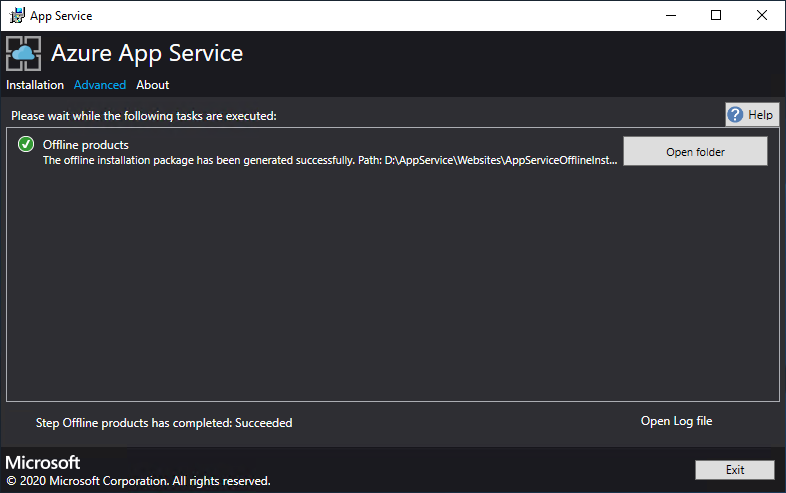 App Service
Azure App Service
Installation Advanced About
Please wait while the following tasks are executed:
Help
Offline products
The offline installation package has been generated successfully. Path: D:\AppService\Websites\AppServiceOfflineInst...
Open folder
Step Offline products has completed: Succeeded
Open Log file
Microsoft
© 2020 Microsoft Corporation. All rights reserved.
Exit